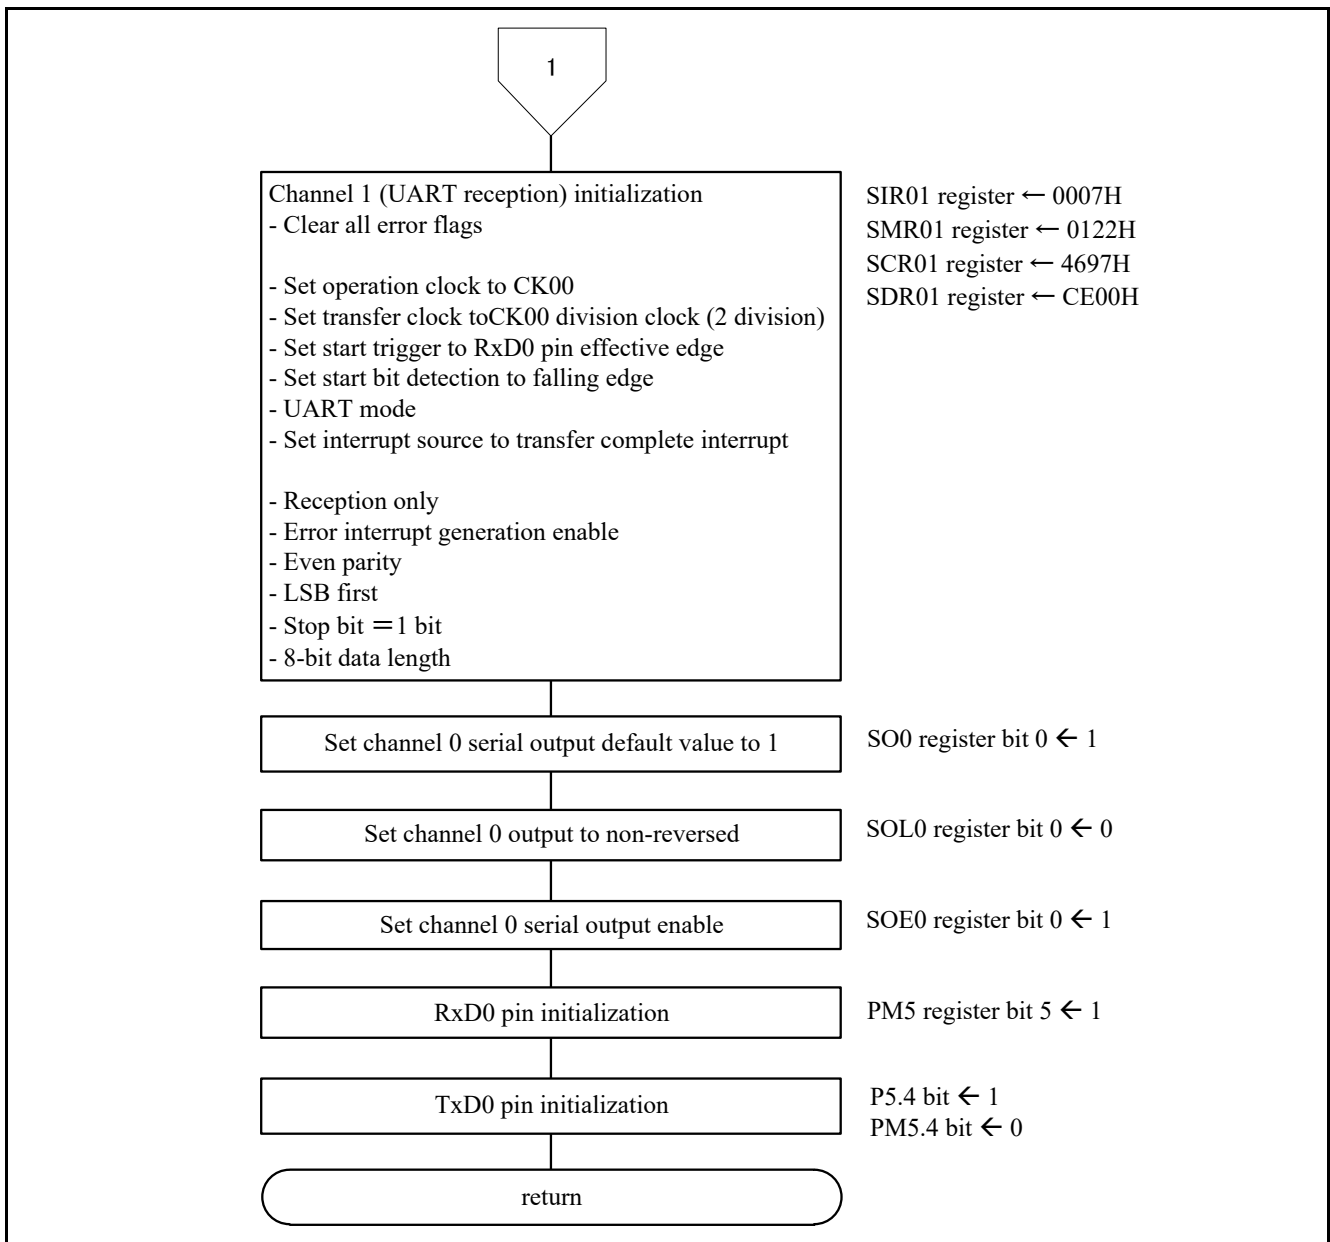 1
Channel 1 (UART reception) initialization
- Clear all error flags
- Set operation clock to CK00
- Set transfer clock toCK00 division clock (2 division)
- Set start trigger to RxD0 pin effective edge
- Set start bit detection to falling edge
- UART mode
- Set interrupt source to transfer complete interrupt
- Reception only
- Error interrupt generation enable
- Even parity
- LSB first
- Stop bit =1 bit
- 8-bit data length
SIR01 register ← 0007H
SMR01 register ← 0122H
SCR01 register ← 4697H
SDR01 register ← CE00H
Set channel 0 serial output default value to 1
SO0 register bit 0 ← 1
Set channel 0 output to non-reversed
SOL0 register bit 0 ← 0
Set channel 0 serial output enable
SOE0 register bit 0 ← 1
RxD0 pin initialization
PM5 register bit 5 ← 1
TxD0 pin initialization
P5.4 bit ← 1
PM5.4 bit ← 0
return